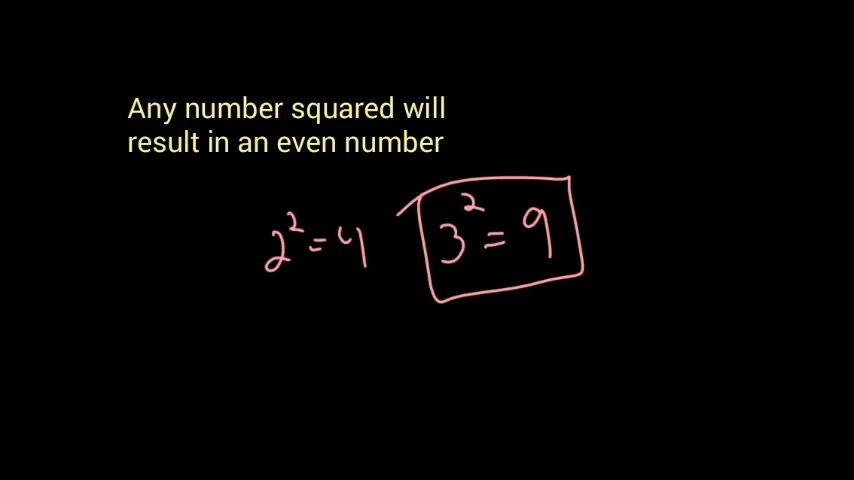 Any number squared will
result in an even number
2² = 4 3² = 9